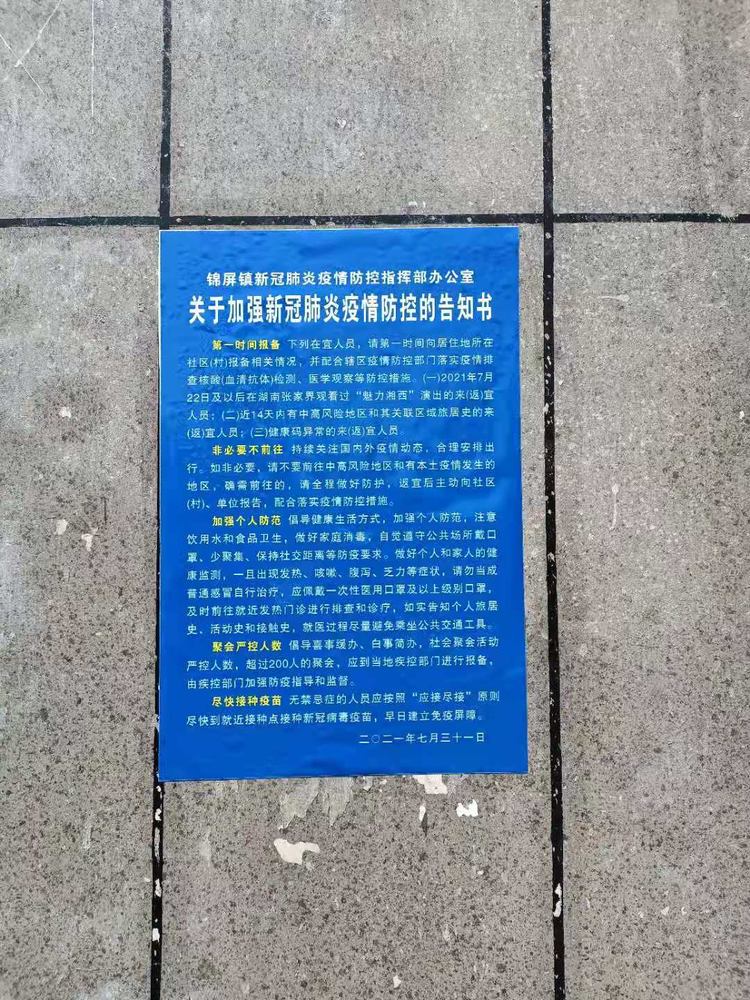 锦屏镇新冠肺炎疫情防控指挥部办公室
关于加强新冠肺炎疫情防控的告知书
第一时间报备 下列在宜人员，请第一时间向居住地所在
社区(村)报备相关情况，并配合辖区疫情防控部门落实疫情排
查核酸(血清抗体)检测、医学观察等防控措施。(一)2021年7月
22日及以后在湖南张家界观看过“魅力湘西”演出的来(返)宜
人员；(二)近14天内有中高风险地区和其关联区域旅居史的来
(返)宜人员；(三)健康码异常的来(返)宜人员。
非必要不前往 持续关注国内外疫情动态，合理安排出
行。如非必要，请不要前往中高风险地区和有本土疫情发生的
地区，确需前往的，请全程做好防护，返宜后主动向社区
(村)、单位报告，配合落实疫情防控措施。
加强个人防范 倡导健康生活方式，加强个人防范，注意
饮用水和食品卫生，做好家庭消毒，自觉遵守公共场所戴口
罩、少聚集、保持社交距离等防疫要求。做好个人和家人的健
康监测，一旦出现发热、咳嗽、腹泻、乏力等症状，请勿当成
普通感冒自行治疗，应佩戴一次性医用口罩及以上级别口罩，
及时前往就近发热门诊进行排查和诊疗，如实告知个人旅居
史、活动史和接触史，就医过程尽量避免乘坐公共交通工具。
聚会严控人数 倡导喜事缓办、白事简办，社会聚会活动
严控人数，超过200人的聚会，应到当地疾控部门进行报备，
由疾控部门加强防疫指导和监督。
尽快接种疫苗 无禁忌症的人员应按照“应接尽接”原则
尽快到就近接种点接种新冠病毒疫苗，早日建立免疫屏障。
二〇二一年七月三十一日